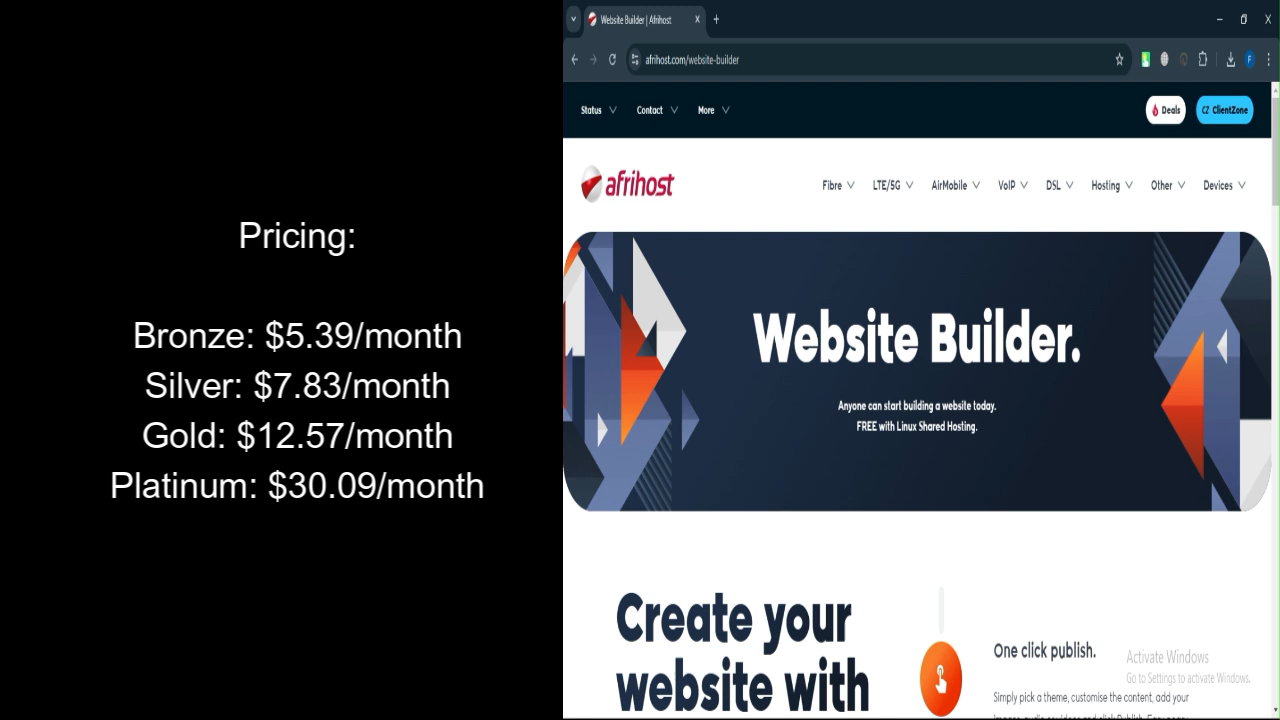 Pricing:
Bronze: $5.39/month
Silver: $7.83/month
Gold: $12.57/month
Platinum: $30.09/month
Website Builder | Afrihost
afrihost.com/website-builder
F
Status
Contact
More
Deals
CZ ClientZone
afrihost
Fibre
LTE/5G
AirMobile
VoIP
DSL
Hosting
Other
Devices
Website Builder.
Anyone can start building a website today.
FREE with Linux Shared Hosting.
Create your
website with
One click publish.
Simply pick a theme, customise the content, add your
Activate Windows
Go to Settings to activate Windows.